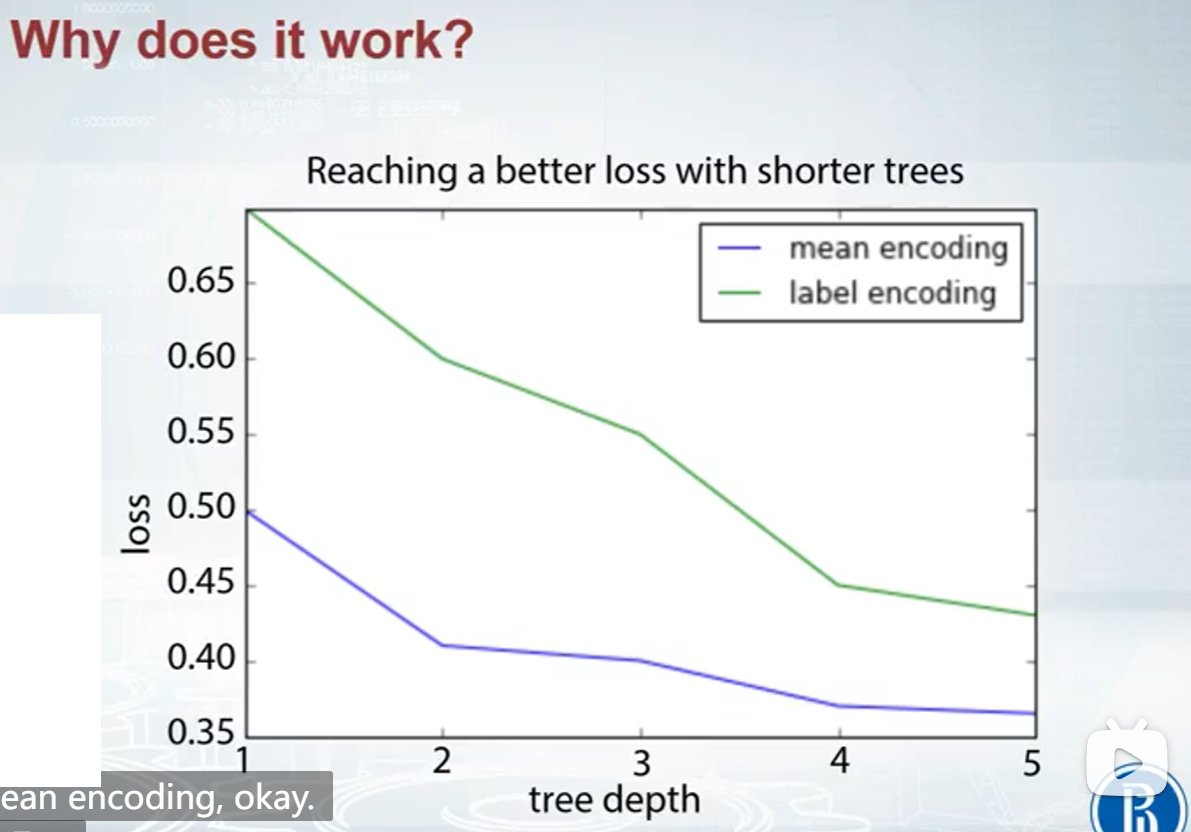 Why does it work?
Reaching a better loss with shorter trees
mean encoding
label encoding
0.65
0.60
0.55
0.50
0.45
0.40
0.35
loss
1 2 3 4 5
tree depth
ean encoding, okay.